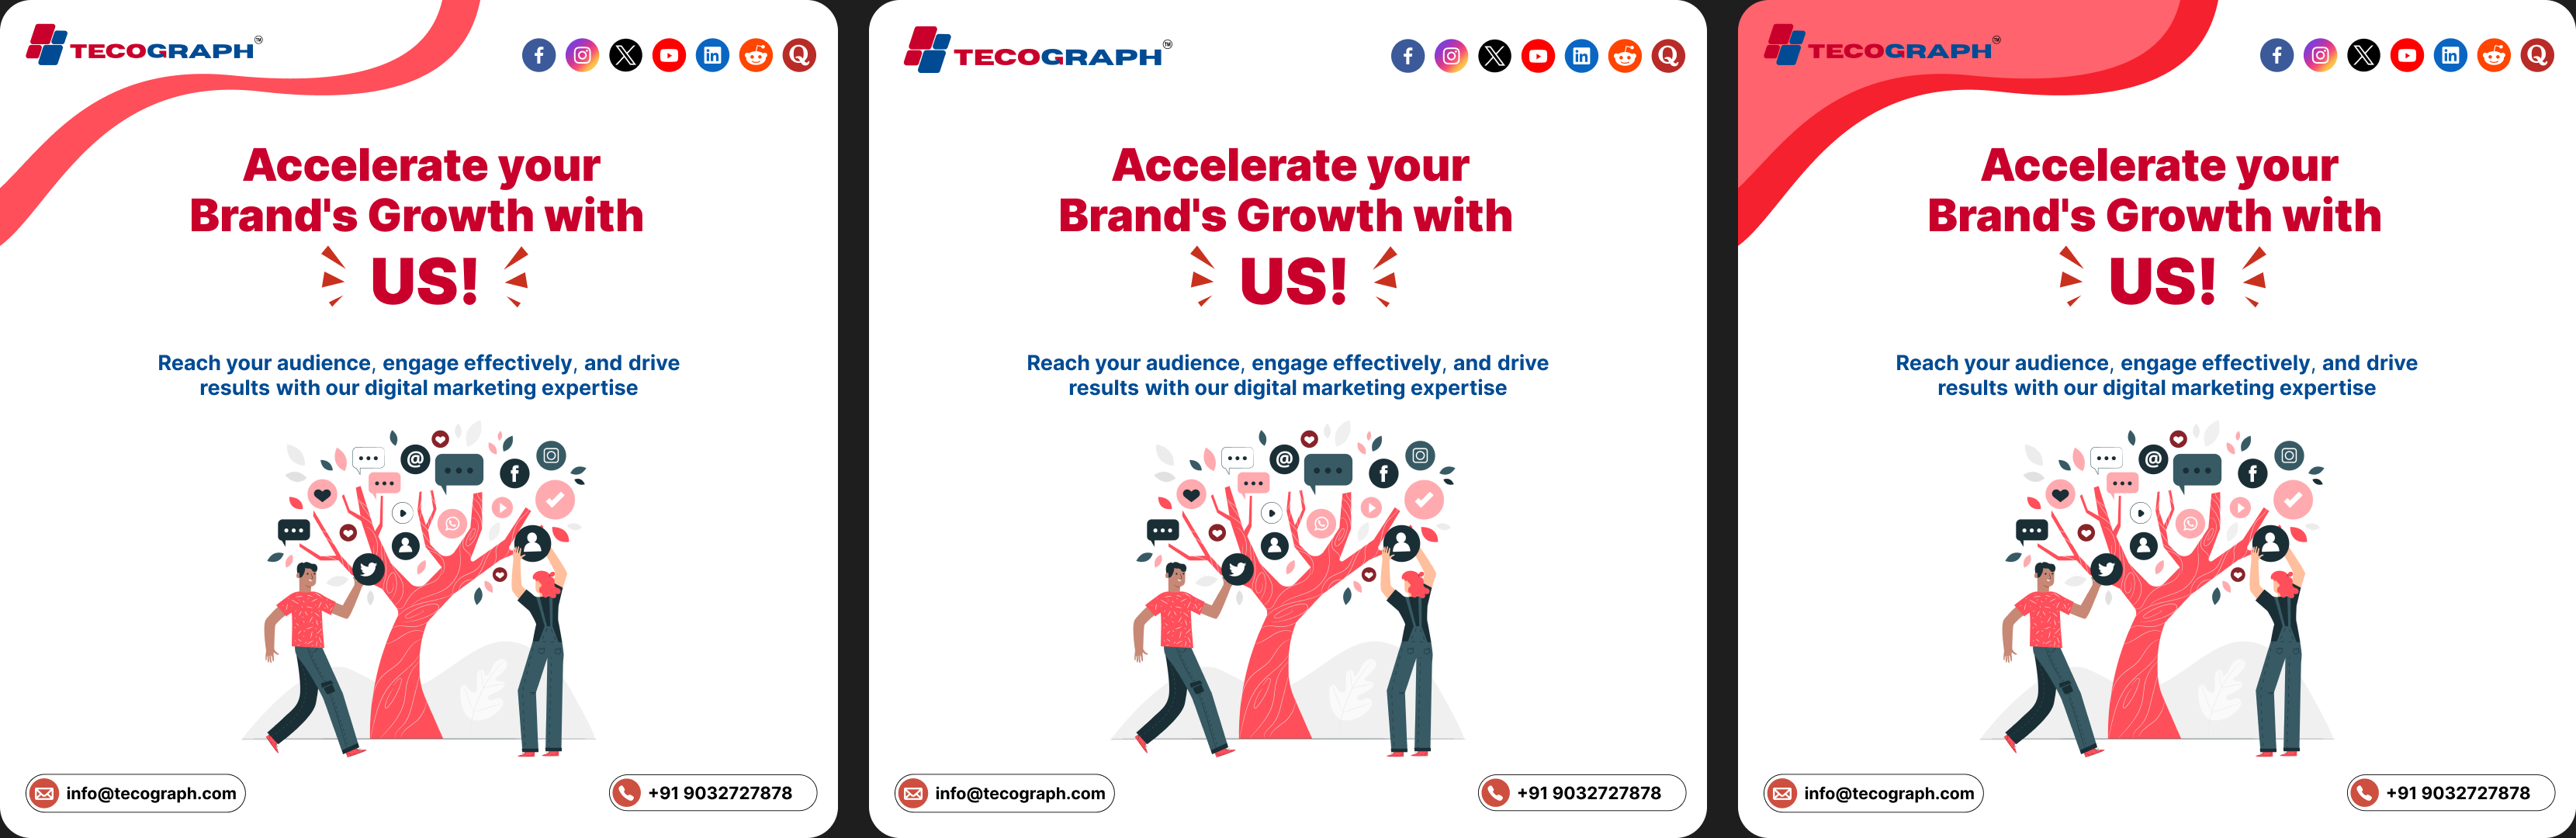 TECOGRAPH™
Accelerate your
Brand's Growth with
US!
Reach your audience, engage effectively, and drive
results with our digital marketing expertise
info@tecograph.com
+91 9032727878
TECOGRAPH™
Accelerate your
Brand's Growth with
US!
Reach your audience, engage effectively, and drive
results with our digital marketing expertise
info@tecograph.com
+91 9032727878
TECOGRAPH™
Accelerate your
Brand's Growth with
US!
Reach your audience, engage effectively, and drive
results with our digital marketing expertise
info@tecograph.com
+91 9032727878